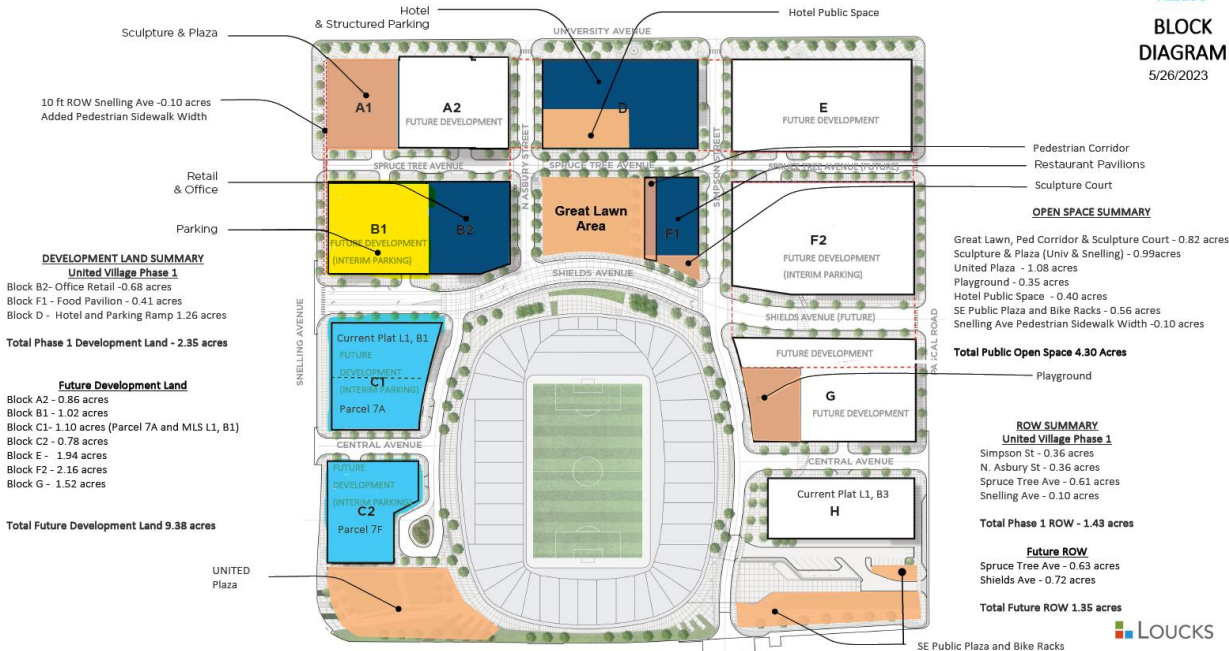 BLOCK
DIAGRAM
5/26/2023
Hotel
& Structured Parking
Hotel Public Space
Sculpture & Plaza
UNIVERSITY AVENUE
10 ft ROW Snelling Ave -0.10 acres
Added Pedestrian Sidewalk Width
A1
A2
FUTURE DEVELOPMENT
D
E
FUTURE DEVELOPMENT
N ASBURY STREET
SIMPSON STREET
SPRUCE TREE AVENUE
SPRUCE TREE AVENUE
SPRUCE TREE AVENUE (FUTURE)
Pedestrian Corridor
Restaurant Pavilions
Sculpture Court
Retail
& Office
Parking
B1
FUTURE DEVELOPMENT
(INTERIM PARKING)
B2
Great Lawn
Area
F1
F2
FUTURE DEVELOPMENT
(INTERIM PARKING)
SHIELDS AVENUE
SHIELDS AVENUE (FUTURE)
DEVELOPMENT LAND SUMMARY
United Village Phase 1
Block B2- Office Retail -0.68 acres
Block F1 - Food Pavilion - 0.41 acres
Block D - Hotel and Parking Ramp 1.26 acres
Total Phase 1 Development Land - 2.35 acres
Future Development Land
Block A2 - 0.86 acres
Block B1 - 1.02 acres
Block C1- 1.10 acres (Parcel 7A and MLS L1, B1)
Block C2 - 0.78 acres
Block E - 1.94 acres
Block F2 - 2.16 acres
Block G - 1.52 acres
Total Future Development Land 9.38 acres
SNELLING AVENUE
Current Plat L1, B1
FUTURE
DEVELOPMENT
(INTERIM PARKING)
C1
Parcel 7A
CENTRAL AVENUE
FUTURE
DEVELOPMENT
(INTERIM PARKING)
C2
Parcel 7F
UNITED
Plaza
FUTURE DEVELOPMENT
G
FUTURE DEVELOPMENT
CENTRAL AVENUE
Current Plat L1, B3
H
OPEN SPACE SUMMARY
Great Lawn, Ped Corridor & Sculpture Court - 0.82 acres
Sculpture & Plaza (Univ & Snelling) - 0.99acres
United Plaza - 1.08 acres
Playground - 0.35 acres
Hotel Public Space - 0.40 acres
SE Public Plaza and Bike Racks - 0.56 acres
Snelling Ave Pedestrian Sidewalk Width -0.10 acres
Total Public Open Space 4.30 Acres
Playground
ROW SUMMARY
United Village Phase 1
Simpson St - 0.36 acres
N. Asbury St - 0.36 acres
Spruce Tree Ave - 0.61 acres
Snelling Ave - 0.10 acres
Total Phase 1 ROW - 1.43 acres
Future ROW
Spruce Tree Ave - 0.63 acres
Shields Ave - 0.72 acres
Total Future ROW 1.35 acres
LOUCKS
SE Public Plaza and Bike Racks